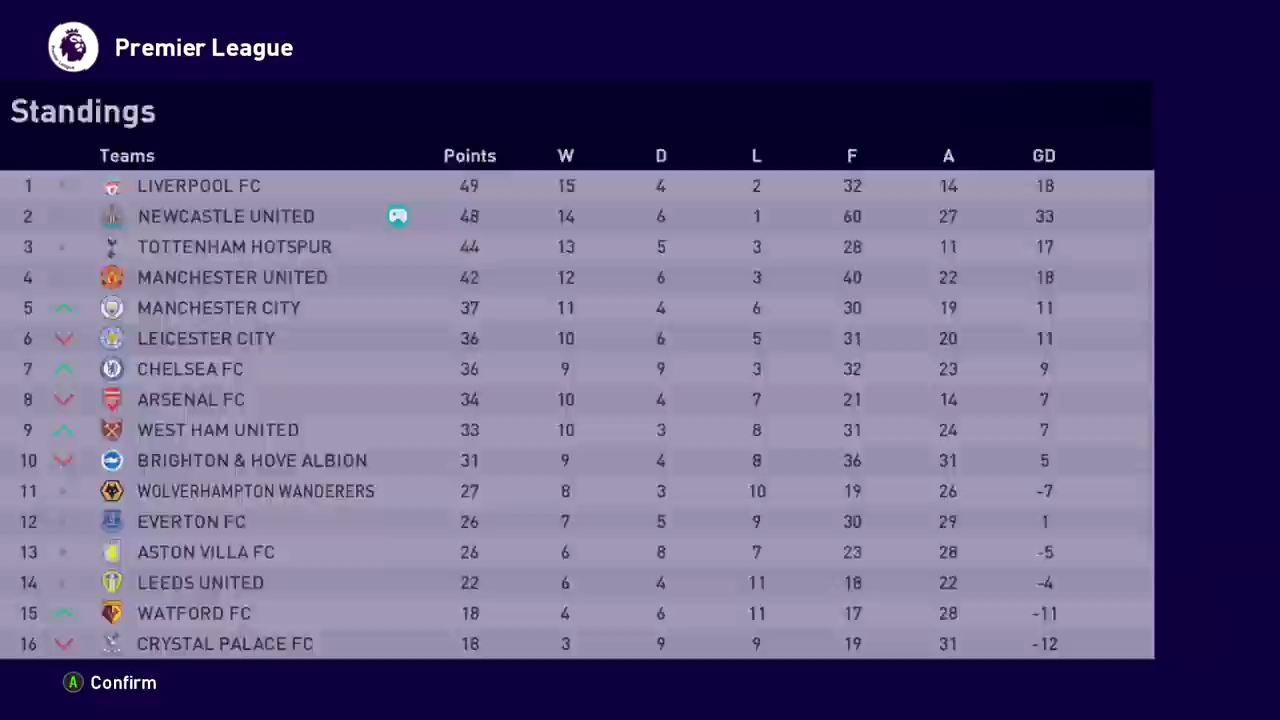 Premier League
Standings
Teams Points W D L F A GD
1 LIVERPOOL FC 49 15 4 2 32 14 18
2 NEWCASTLE UNITED 48 14 6 1 60 27 33
3 TOTTENHAM HOTSPUR 44 13 5 3 28 11 17
4 MANCHESTER UNITED 42 12 6 3 40 22 18
5 MANCHESTER CITY 37 11 4 6 30 19 11
6 LEICESTER CITY 36 10 6 5 31 20 11
7 CHELSEA FC 36 9 9 3 32 23 9
8 ARSENAL FC 34 10 4 7 21 14 7
9 WEST HAM UNITED 33 10 3 8 31 24 7
10 BRIGHTON & HOVE ALBION 31 9 4 8 36 31 5
11 WOLVERHAMPTON WANDERERS 27 8 3 10 19 26 -7
12 EVERTON FC 26 7 5 9 30 29 1
13 ASTON VILLA FC 26 6 8 7 23 28 -5
14 LEEDS UNITED 22 6 4 11 18 22 -4
15 WATFORD FC 18 4 6 11 17 28 -11
16 CRYSTAL PALACE FC 18 3 9 9 19 31 -12
A Confirm